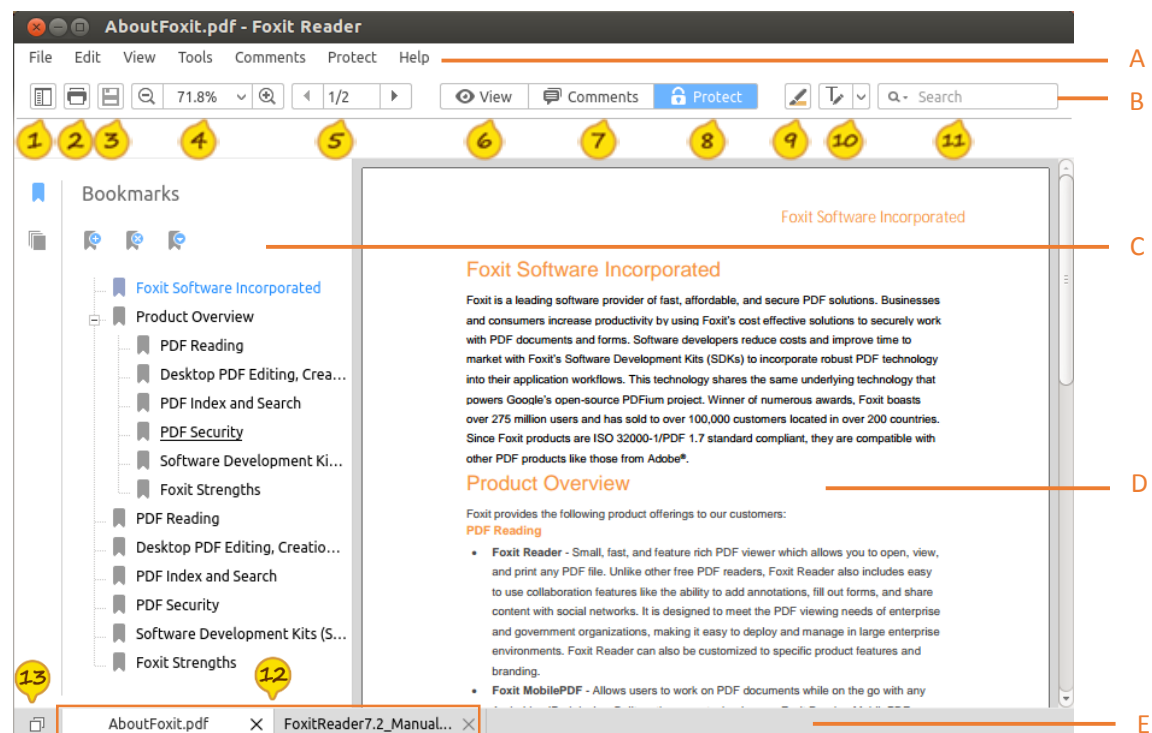 AboutFoxit.pdf - Foxit Reader
File Edit View Tools Comments Protect Help
A
71.8% 1/2 View Comments Protect Search
B
1 2 3 4 5 6 7 8 9 10 11
Bookmarks
C
Foxit Software Incorporated
Product Overview
PDF Reading
Desktop PDF Editing, Crea...
PDF Index and Search
PDF Security
Software Development Ki...
Foxit Strengths
PDF Reading
Desktop PDF Editing, Creatio...
PDF Index and Search
PDF Security
Software Development Kits (S...
Foxit Strengths
Foxit Software Incorporated
Foxit Software Incorporated
Foxit is a leading software provider of fast, affordable, and secure PDF solutions. Businesses
and consumers increase productivity by using Foxit's cost effective solutions to securely work
with PDF documents and forms. Software developers reduce costs and improve time to
market with Foxit's Software Development Kits (SDKs) to incorporate robust PDF technology
into their application workflows. This technology shares the same underlying technology that
powers Google's open-source PDFium project. Winner of numerous awards, Foxit boasts
over 275 million users and has sold to over 100,000 customers located in over 200 countries.
Since Foxit products are ISO 32000-1/PDF 1.7 standard compliant, they are compatible with
other PDF products like those from Adobe®.
Product Overview
D
Foxit provides the following product offerings to our customers:
PDF Reading
• Foxit Reader - Small, fast, and feature rich PDF viewer which allows you to open, view,
and print any PDF file. Unlike other free PDF readers, Foxit Reader also includes easy
to use collaboration features like the ability to add annotations, fill out forms, and share
content with social networks. It is designed to meet the PDF viewing needs of enterprise
and government organizations, making it easy to deploy and manage in large enterprise
environments. Foxit Reader can also be customized to specific product features and
branding.
• Foxit MobilePDF - Allows users to work on PDF documents while on the go with any
13 12
AboutFoxit.pdf FoxitReader7.2_Manual...
E